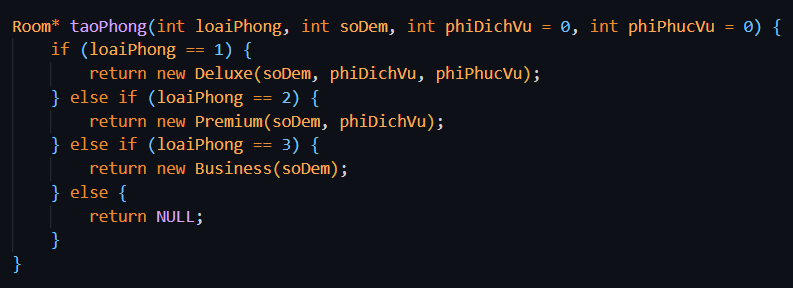 Room* taoPhong(int loaiPhong, int soDem, int phiDichVu = 0, int phiPhucVu = 0) {
    if (loaiPhong == 1) {
        return new Deluxe(soDem, phiDichVu, phiPhucVu);
    } else if (loaiPhong == 2) {
        return new Premium(soDem, phiDichVu);
    } else if (loaiPhong == 3) {
        return new Business(soDem);
    } else {
        return NULL;
    }
}